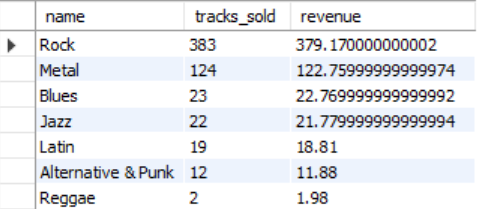 name tracks_sold revenue
Rock 383 379.170000000002
Metal 124 122.75999999999974
Blues 23 22.769999999999992
Jazz 22 21.779999999999994
Latin 19 18.81
Alternative & Punk 12 11.88
Reggae 2 1.98